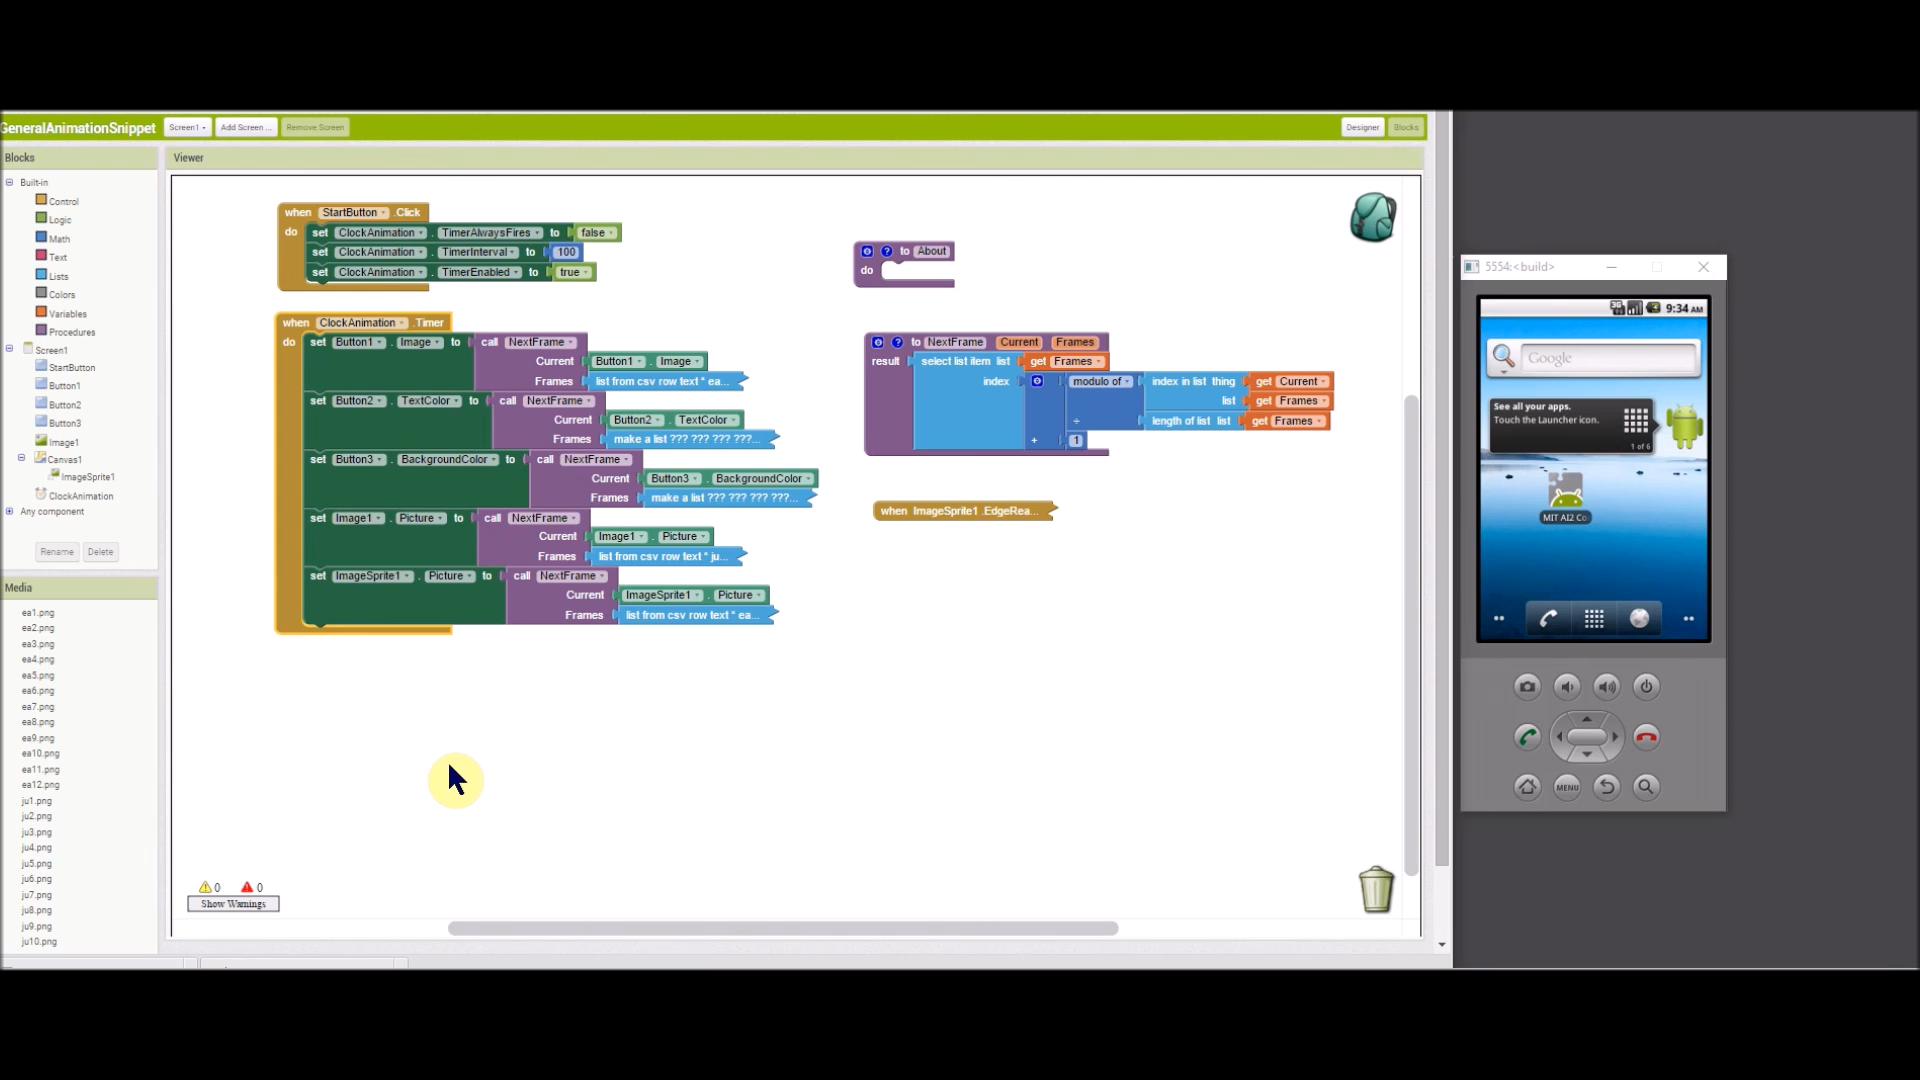 GeneralAnimationSnippet
Screen1
Add Screen ...
Remove Screen
Designer
Blocks
Blocks
Viewer
Built-in
Control
Logic
Math
Text
Lists
Colors
Variables
Procedures
Screen1
StartButton
Button1
Button2
Button3
Image1
Canvas1
ImageSprite1
ClockAnimation
Any component
Rename
Delete
Media
ea1.png
ea2.png
ea3.png
ea4.png
ea5.png
ea6.png
ea7.png
ea8.png
ea9.png
ea10.png
ea11.png
ea12.png
ju1.png
ju2.png
ju3.png
ju4.png
ju5.png
ju6.png
ju7.png
ju8.png
ju9.png
ju10.png
when StartButton .Click
do set ClockAnimation . TimerAlwaysFires to false
set ClockAnimation . TimerInterval to 100
set ClockAnimation . TimerEnabled to true
when ClockAnimation .Timer
do set Button1 . Image to call NextFrame
Current Button1 . Image
Frames list from csv row text " ea...
set Button2 . TextColor to call NextFrame
Current Button2 . TextColor
Frames make a list ??? ??? ???  ???...
set Button3 . BackgroundColor to call NextFrame
Current Button3 . BackgroundColor
Frames make a list ??? ??? ??? ???...
set Image1 . Picture to call NextFrame
Current Image1 . Picture
Frames list from csv row text " ju...
set ImageSprite1 . Picture to call NextFrame
Current ImageSprite1 . Picture
Frames list from csv row text " ea...
? to About
do
? to NextFrame Current Frames
result select list item list get Frames
index modulo of index in list thing get Current
list get Frames
÷ length of list list get Frames
+ 1
when ImageSprite1 .EdgeRea...
0 0
Show Warnings
5554:<build>
3G 9:34 AM
Google
See all your apps.
Touch the Launcher icon.
1 of 6
MIT AI2 Co
MENU